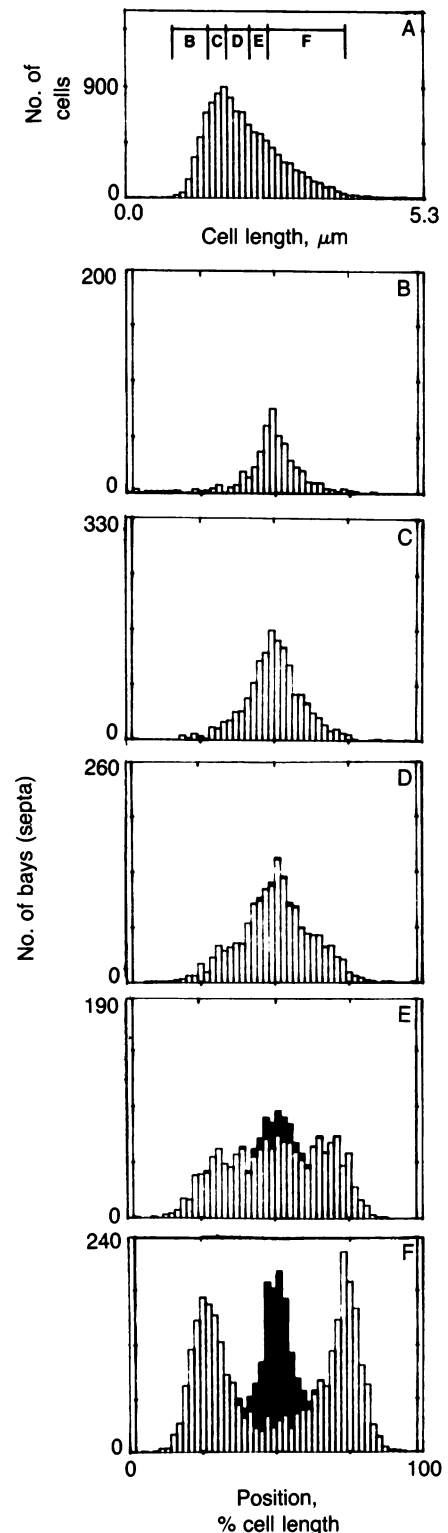 A
B C D E F
No. of
cells
900
0
0.0 5.3
Cell length, μm
B
200
0
C
330
0
D
260
0
No. of bays (septa)
E
190
0
F
240
0
0 100
Position,
% cell length